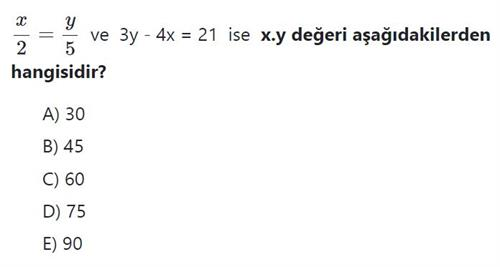 x/2 = y/5 ve 3y - 4x = 21 ise x.y değeri aşağıdakilerden
hangisidir?
A) 30
B) 45
C) 60
D) 75
E) 90